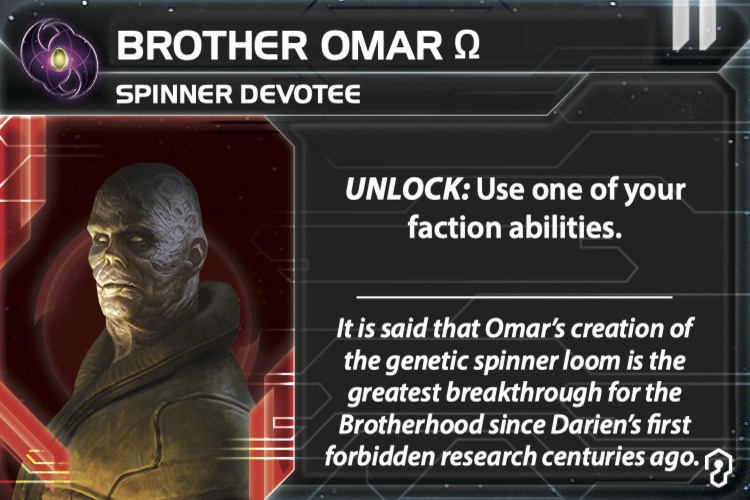 BROTHER OMAR Ω
SPINNER DEVOTEE
UNLOCK: Use one of your
faction abilities.
It is said that Omar's creation of
the genetic spinner loom is the
greatest breakthrough for the
Brotherhood since Darien's first
forbidden research centuries ago.